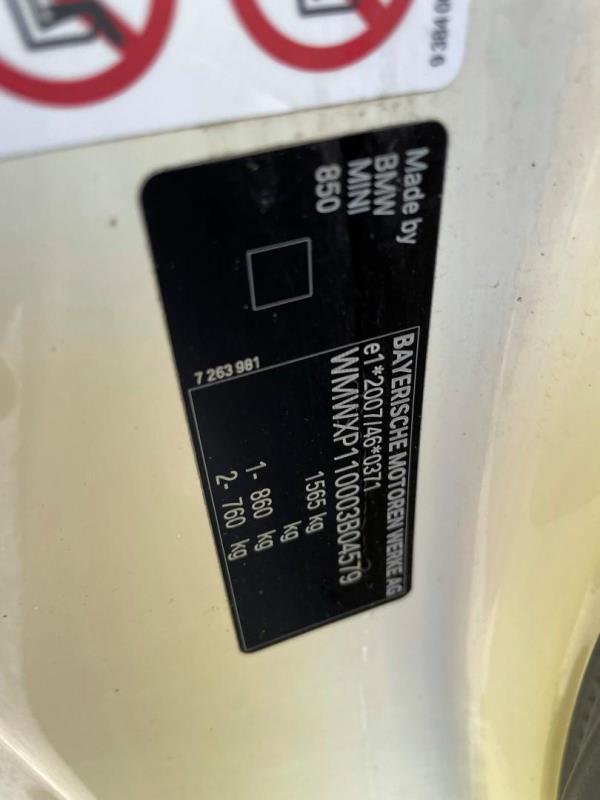 Made by
BMW
MINI
850
7 263 981
BAYERISCHE MOTOREN WERKE AG
e1*2007/46*0371
WMWXP110003B04579
1565 kg
kg
1- 860 kg
2- 760 kg